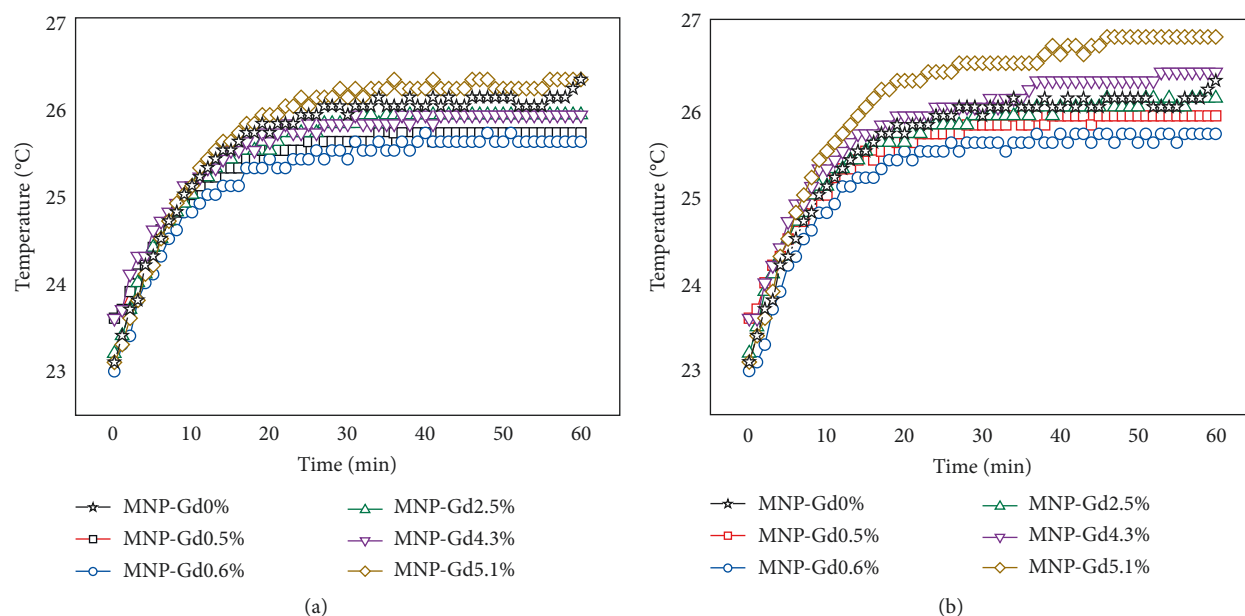 27
26
25
24
23
Temperature (°C)
0 10 20 30 40 50 60
Time (min)
MNP-Gd0% MNP-Gd2.5%
MNP-Gd0.5% MNP-Gd4.3%
MNP-Gd0.6% MNP-Gd5.1%
(a)
27
26
25
24
23
Temperature (°C)
0 10 20 30 40 50 60
Time (min)
MNP-Gd0% MNP-Gd2.5%
MNP-Gd0.5% MNP-Gd4.3%
MNP-Gd0.6% MNP-Gd5.1%
(b)